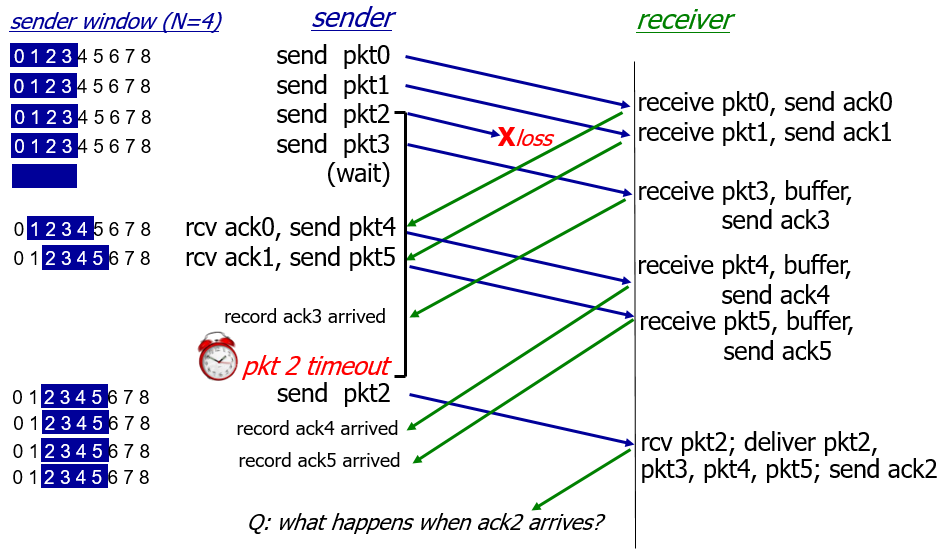 sender window (N=4)
sender
receiver
0 1 2 3 4 5 6 7 8
send pkt0
0 1 2 3 4 5 6 7 8
send pkt1
receive pkt0, send ack0
0 1 2 3 4 5 6 7 8
send pkt2
X loss
receive pkt1, send ack1
0 1 2 3 4 5 6 7 8
send pkt3
(wait)
receive pkt3, buffer,
send ack3
0 1 2 3 4 5 6 7 8
rcv ack0, send pkt4
0 1 2 3 4 5 6 7 8
rcv ack1, send pkt5
receive pkt4, buffer,
send ack4
record ack3 arrived
receive pkt5, buffer,
send ack5
pkt 2 timeout
0 1 2 3 4 5 6 7 8
send pkt2
0 1 2 3 4 5 6 7 8
record ack4 arrived
0 1 2 3 4 5 6 7 8
record ack5 arrived
rcv pkt2; deliver pkt2,
pkt3, pkt4, pkt5; send ack2
0 1 2 3 4 5 6 7 8
Q: what happens when ack2 arrives?